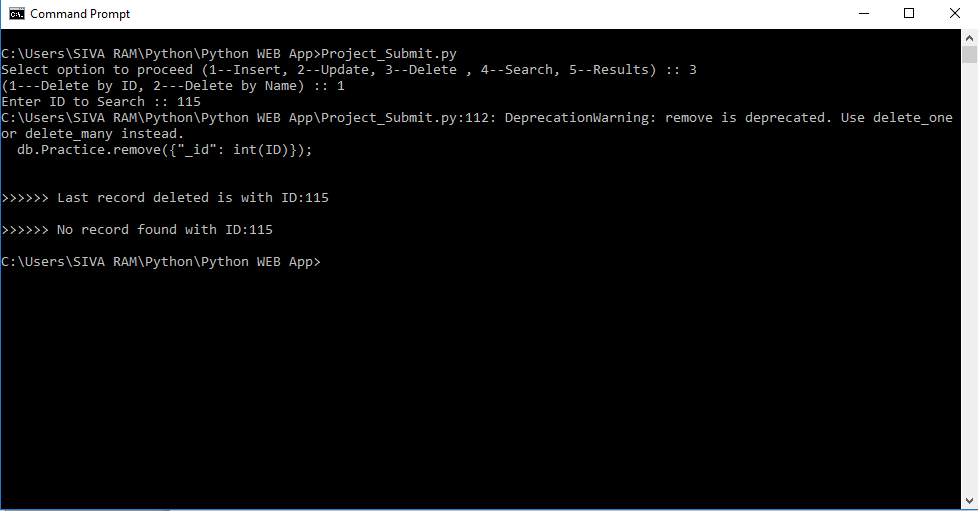 Command Prompt
C:\Users\SIVA RAM\Python\Python WEB App>Project_Submit.py
Select option to proceed (1--Insert, 2--Update, 3--Delete , 4--Search, 5--Results) :: 3
(1---Delete by ID, 2---Delete by Name) :: 1
Enter ID to Search :: 115
C:\Users\SIVA RAM\Python\Python WEB App\Project_Submit.py:112: DeprecationWarning: remove is deprecated. Use delete_one
or delete_many instead.
  db.Practice.remove({"_id": int(ID)});
>>>>>> Last record deleted is with ID:115
>>>>>> No record found with ID:115
C:\Users\SIVA RAM\Python\Python WEB App>